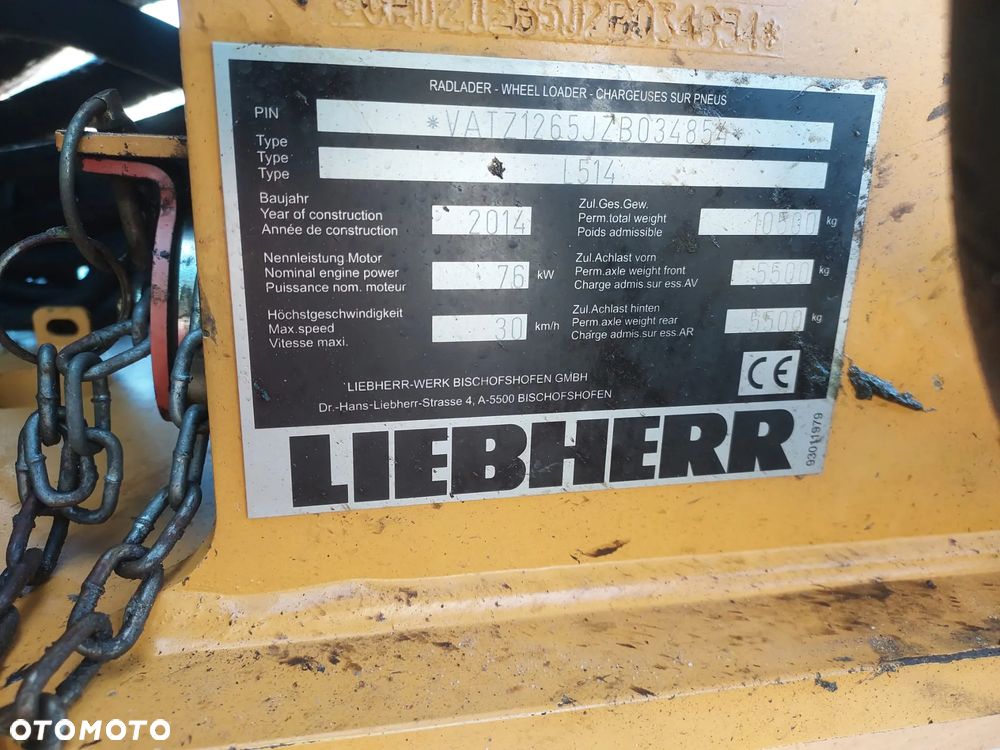 RADLADER - WHEEL LOADER - CHARGEUSES SUR PNEUS
PIN *VATZ1265JZB034854*
Type
Type
Type L514
Baujahr
Year of construction 2014
Année de construction
Nennleistung Motor
Nominal engine power 76 kW
Puissance nom. moteur
Höchstgeschwindigkeit
Max.speed 30 km/h
Vitesse maxi.
Zul.Ges.Gew.
Perm.total weight 10500 kg
Poids admissible
Zul.Achlast vorn
Perm.axle weight front 5500 kg
Charge admis.sur ess.AV
Zul.Achlast hinten
Perm.axle weight rear 5500 kg
Charge admis.sur ess.AR
CE
LIEBHERR-WERK BISCHOFSHOFEN GMBH
Dr.-Hans-Liebherr-Strasse 4, A-5500 BISCHOFSHOFEN
LIEBHERR
93011979
OTOMOTO